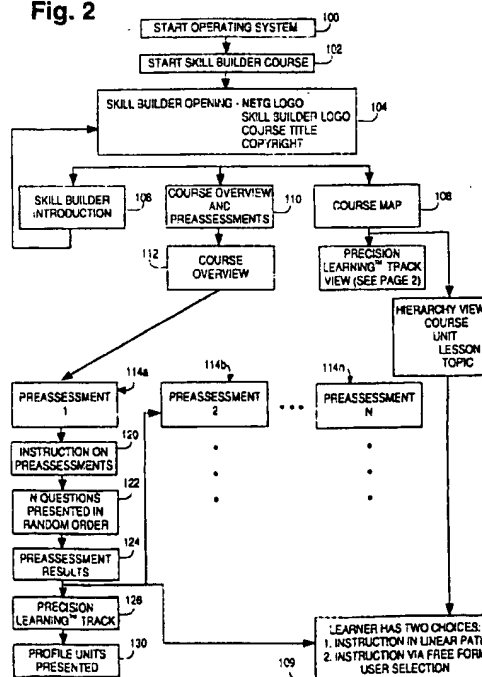 Fig. 2
START OPERATING SYSTEM
100
START SKILL BUILDER COURSE
102
SKILL BUILDER OPENING - NETG LOGO
SKILL BUILDER LOGO
COURSE TITLE
COPYRIGHT
104
SKILL BUILDER
INTRODUCTION
106
COURSE OVERVIEW
AND
PREASSESSMENTS
110
COURSE MAP
108
112
COURSE
OVERVIEW
PRECISION
LEARNING™ TRACK
VIEW (SEE PAGE 2)
HIERARCHY VIEW
COURSE
UNIT
LESSON
TOPIC
PREASSESSMENT
1
114a
114b
PREASSESSMENT
2
• • •
114n
PREASSESSMENT
N
INSTRUCTION ON
PREASSESSMENTS
120
N QUESTIONS
PRESENTED IN
RANDOM ORDER
122
PREASSESSMENT
RESULTS
124
PRECISION
LEARNING™ TRACK
126
PROFILE UNITS
PRESENTED
130
LEARNER HAS TWO CHOICES:
1. INSTRUCTION IN LINEAR PATH
2. INSTRUCTION VIA FREE FORM
USER SELECTION
109